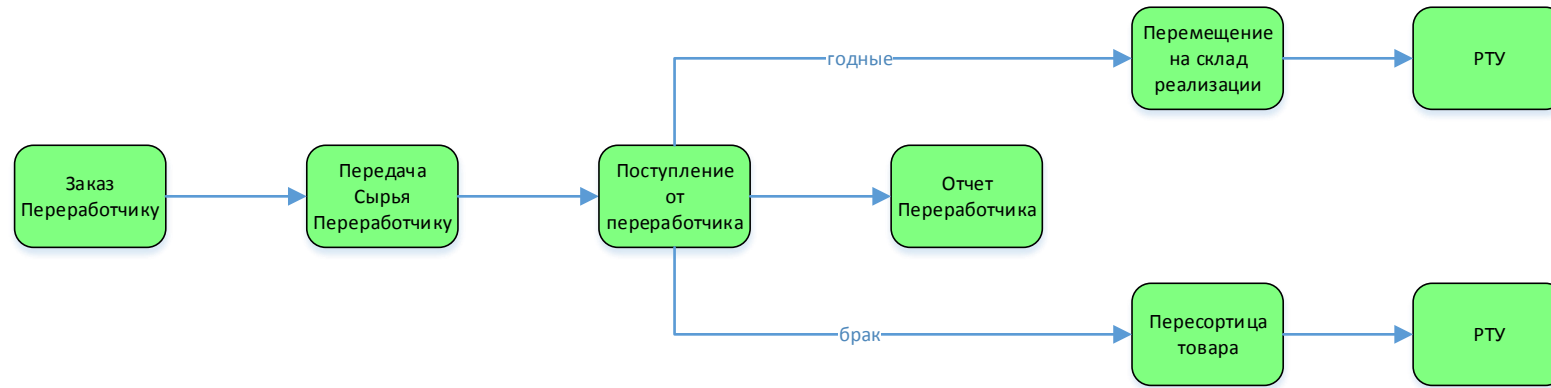 Перемещение
на склад
реализации
РТУ
годные
Заказ
Переработчику
Передача
Сырья
Переработчику
Поступление
от
переработчика
Отчет
Переработчика
брак
Пересортица
товара
РТУ